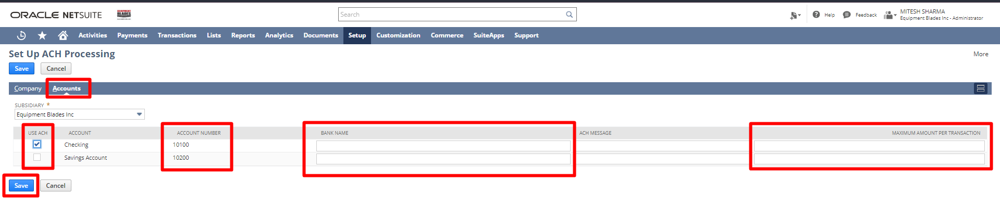 ORACLE NETSUITE
EQUIPMENT
BLADES
Search
Help
Feedback
MITESH SHARMA
Equipment Blades Inc - Administrator
Activities Payments Transactions Lists Reports Analytics Documents Setup Customization Commerce SuiteApps Support
Set Up ACH Processing
More
Save Cancel
Company Accounts
SUBSIDIARY *
Equipment Blades Inc
USE ACH ACCOUNT ACCOUNT NUMBER BANK NAME ACH MESSAGE MAXIMUM AMOUNT PER TRANSACTION
Checking 10100
Savings Account 10200
Save Cancel